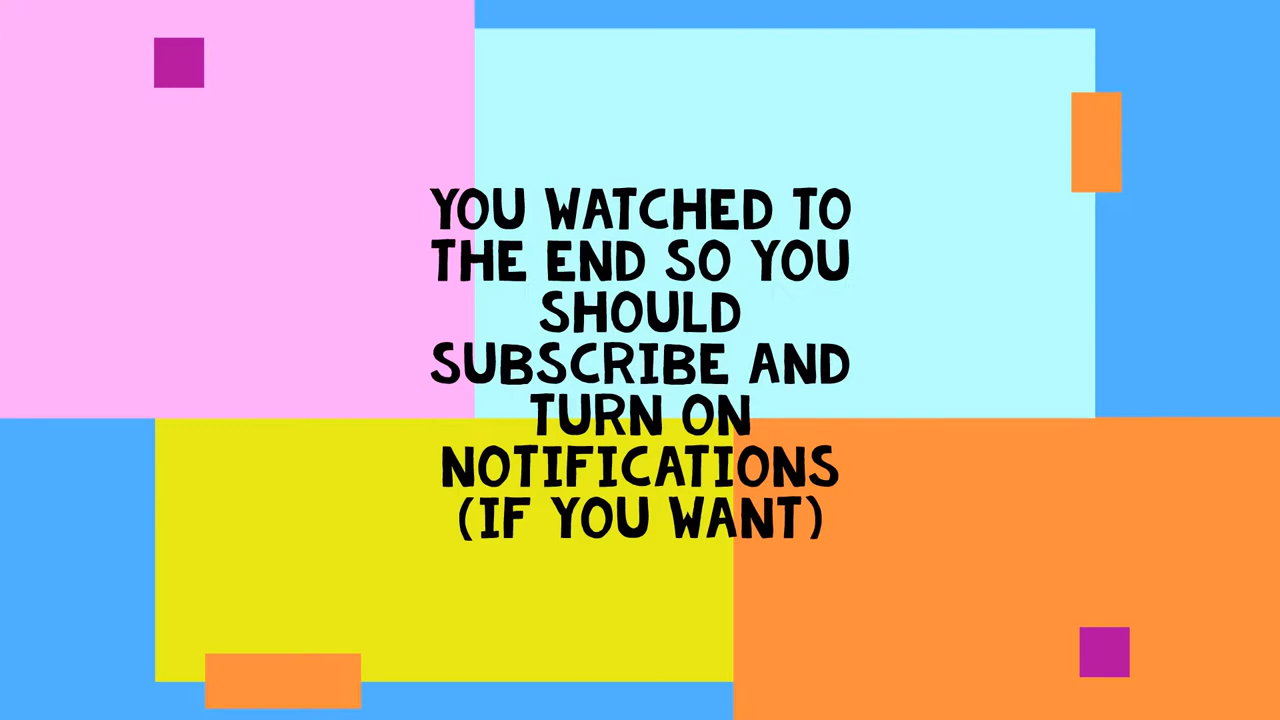 YOU WATCHED TO
THE END SO YOU
SHOULD
SUBSCRIBE AND
TURN ON
NOTIFICATIONS
(IF YOU WANT)